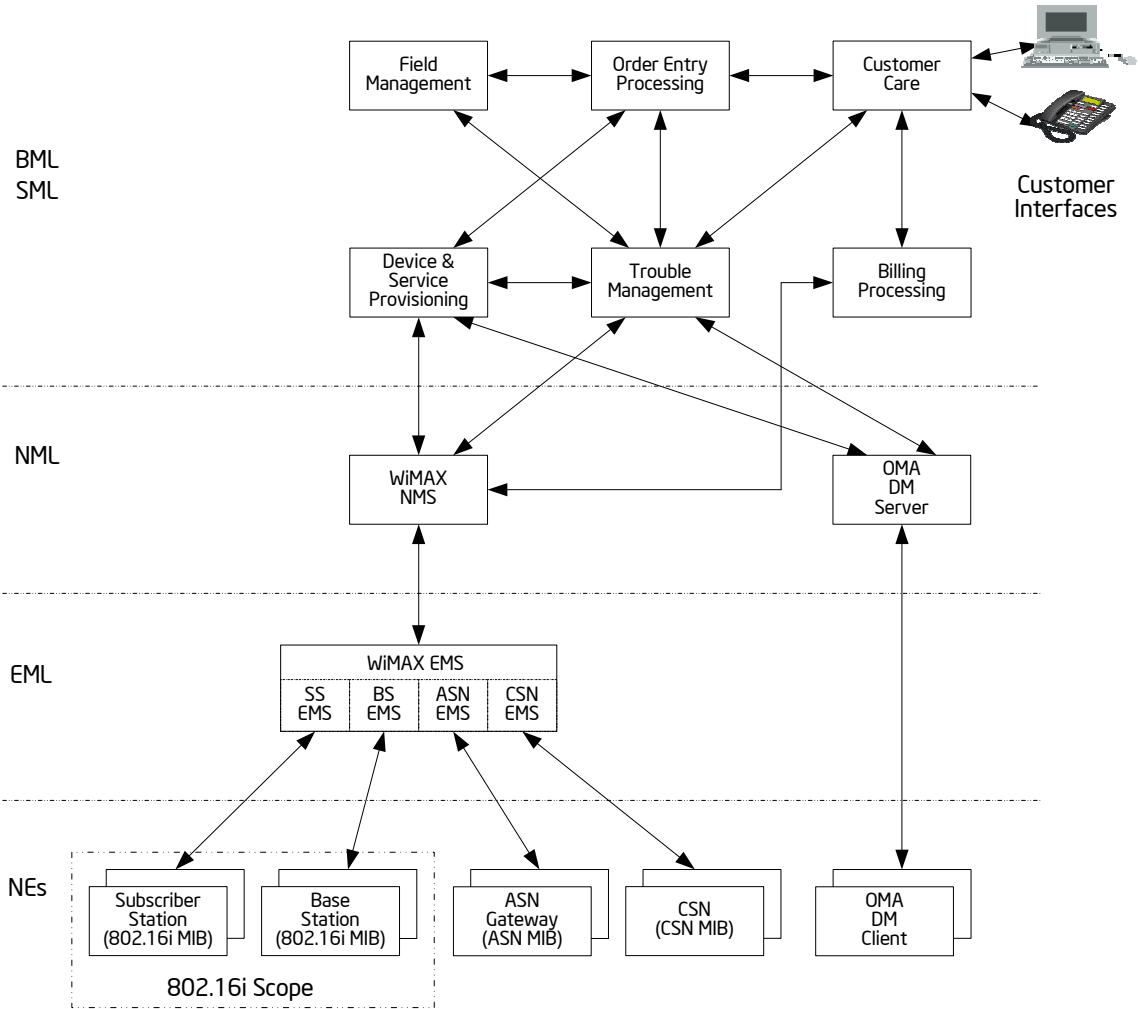 Field
Management
Order Entry
Processing
Customer
Care
BML
SML
Customer
Interfaces
Device &
Service
Provisioning
Trouble
Management
Billing
Processing
NML
WiMAX
NMS
OMA
DM
Server
WiMAX EMS
EML
SS
EMS
BS
EMS
ASN
EMS
CSN
EMS
NEs
Subscriber
Station
(802.16i MIB)
Base
Station
(802.16i MIB)
ASN
Gateway
(ASN MIB)
CSN
(CSN MIB)
OMA
DM
Client
802.16i Scope